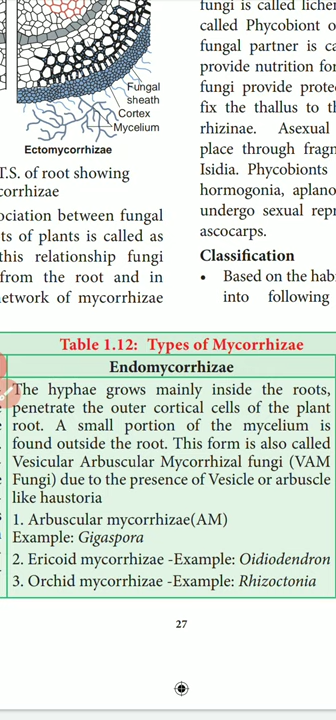 fungi is called licher
called Phycobiont o
fungal partner is ca
provide nutrition for
fungi provide prote
fix the thallus to th
rhizinae. Asexual
place through fragn
Isidia. Phycobionts
hormogonia, aplano
undergo sexual repr
ascocarps.
Classification
• Based on the habi
into following
Fungal
sheath
Cortex
Mycelium
Ectomycorrhizae
T.S. of root showing
corrhizae
ociation between fungal
ts of plants is called as
this relationship fungi
from the root and in
network of mycorrhizae
Table 1.12: Types of Mycorrhizae
Endomycorrhizae
The hyphae grows mainly inside the roots,
penetrate the outer cortical cells of the plant
root. A small portion of the mycelium is
found outside the root. This form is also called
Vesicular Arbuscular Mycorrhizal fungi (VAM
Fungi) due to the presence of Vesicle or arbuscle
like haustoria
1. Arbuscular mycorrhizae(AM)
Example: Gigaspora
2. Ericoid mycorrhizae -Example: Oidiodendron
3. Orchid mycorrhizae -Example: Rhizoctonia
27